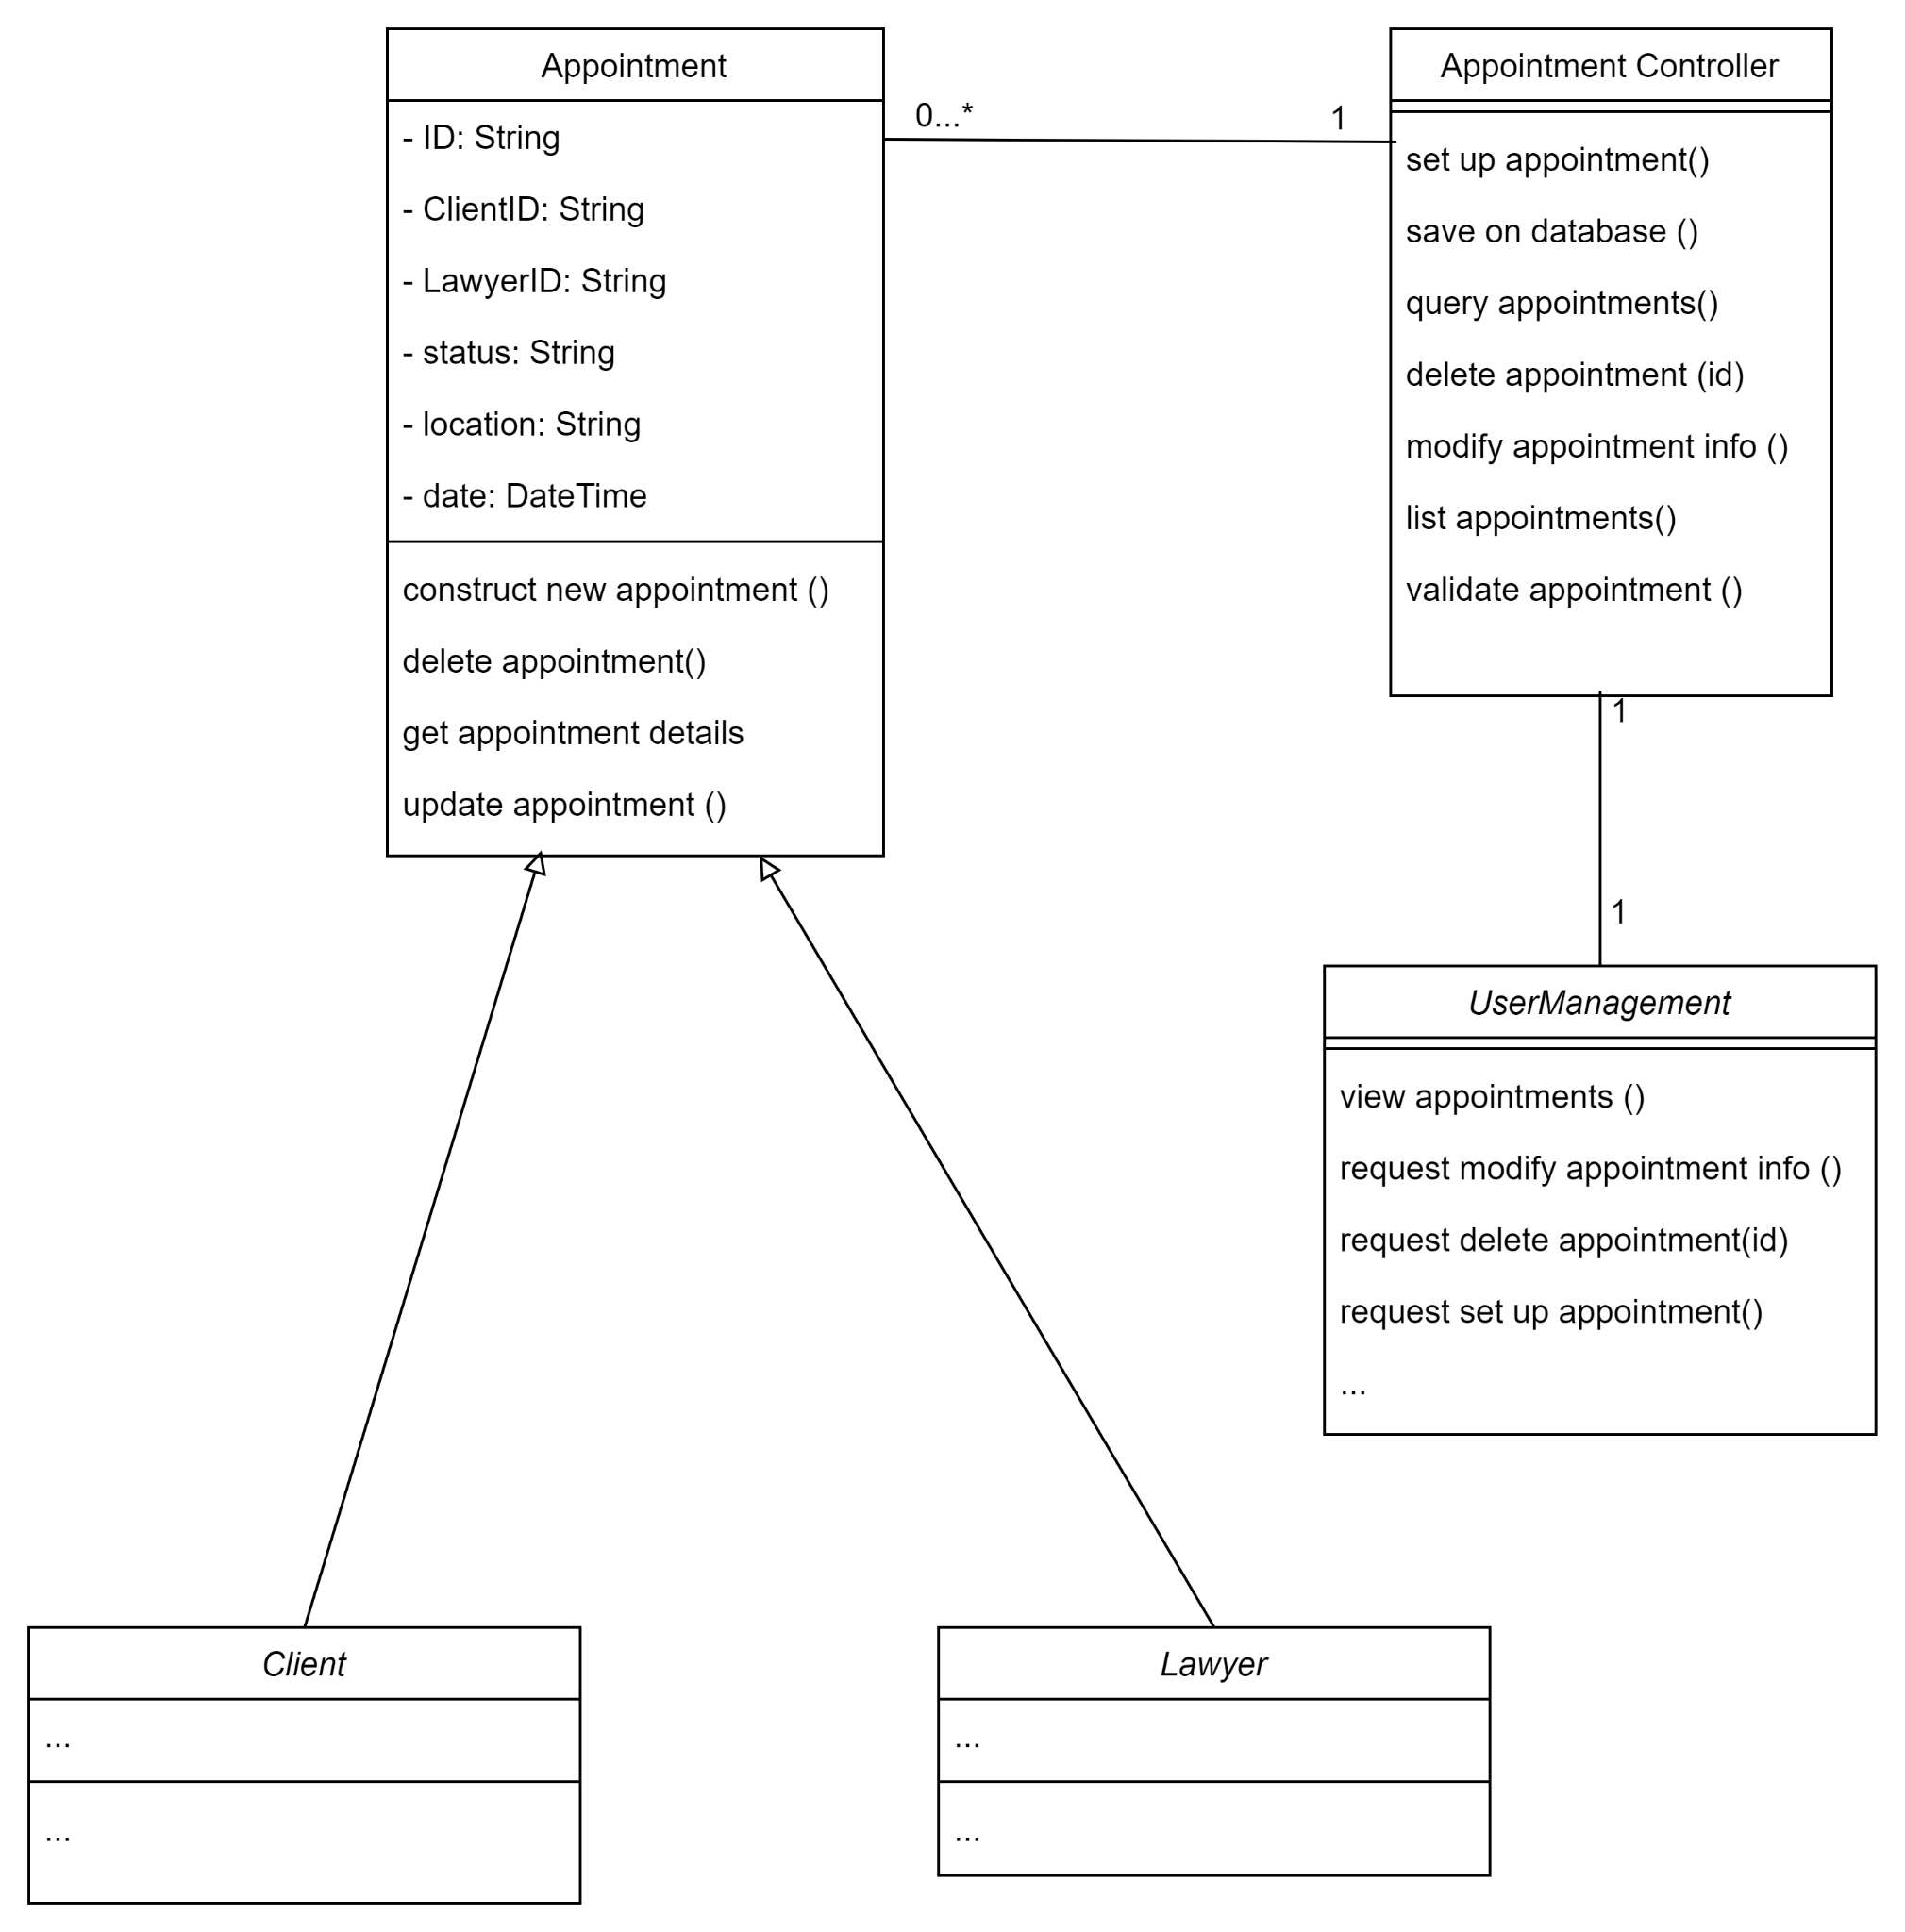 Appointment
- ID: String
- ClientID: String
- LawyerID: String
- status: String
- location: String
- date: DateTime
construct new appointment ()
delete appointment()
get appointment details
update appointment ()
0...*
1
Appointment Controller
set up appointment()
save on database ()
query appointments()
delete appointment (id)
modify appointment info ()
list appointments()
validate appointment ()
1
1
UserManagement
view appointments ()
request modify appointment info ()
request delete appointment(id)
request set up appointment()
...
Client
...
...
Lawyer
...
...